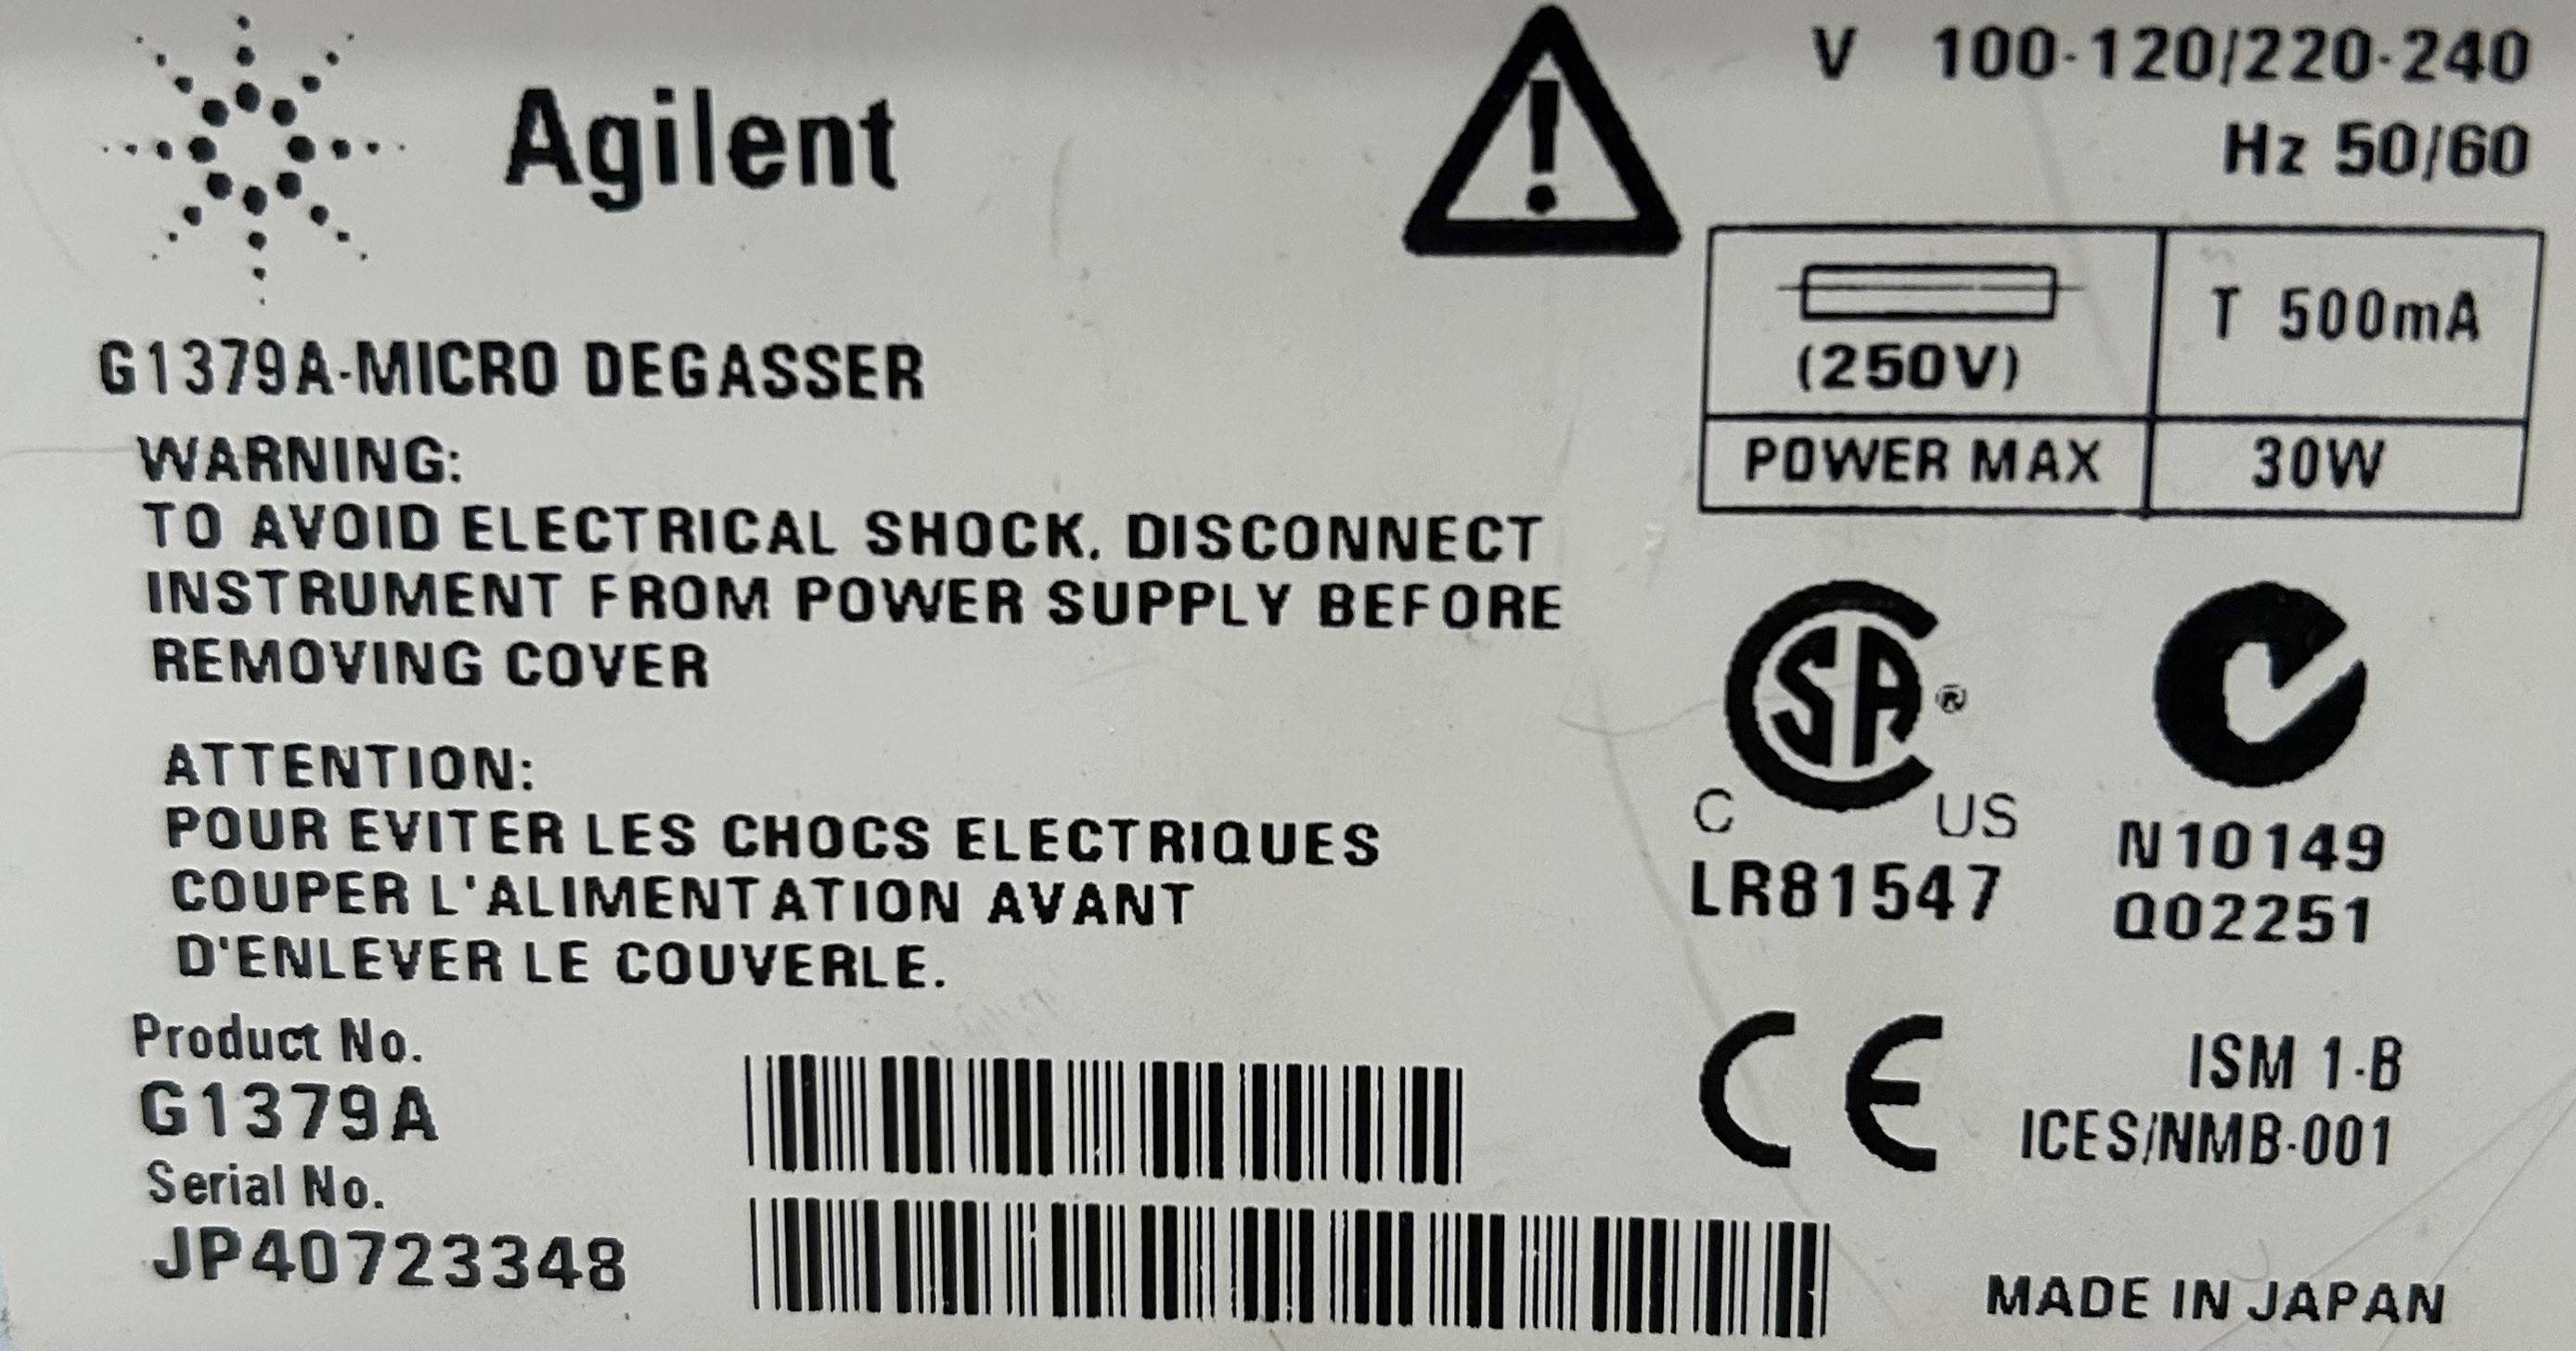 Agilent
V 100-120/220-240
Hz 50/60
(250V) T 500mA
POWER MAX 30W
G1379A-MICRO DEGASSER
WARNING:
TO AVOID ELECTRICAL SHOCK. DISCONNECT
INSTRUMENT FROM POWER SUPPLY BEFORE
REMOVING COVER
ATTENTION:
POUR EVITER LES CHOCS ELECTRIQUES
COUPER L'ALIMENTATION AVANT
D'ENLEVER LE COUVERLE.
SA ®
C US
LR81547
N10149
Q02251
Product No.
G1379A
Serial No.
JP40723348
CE
ISM 1-B
ICES/NMB-001
MADE IN JAPAN